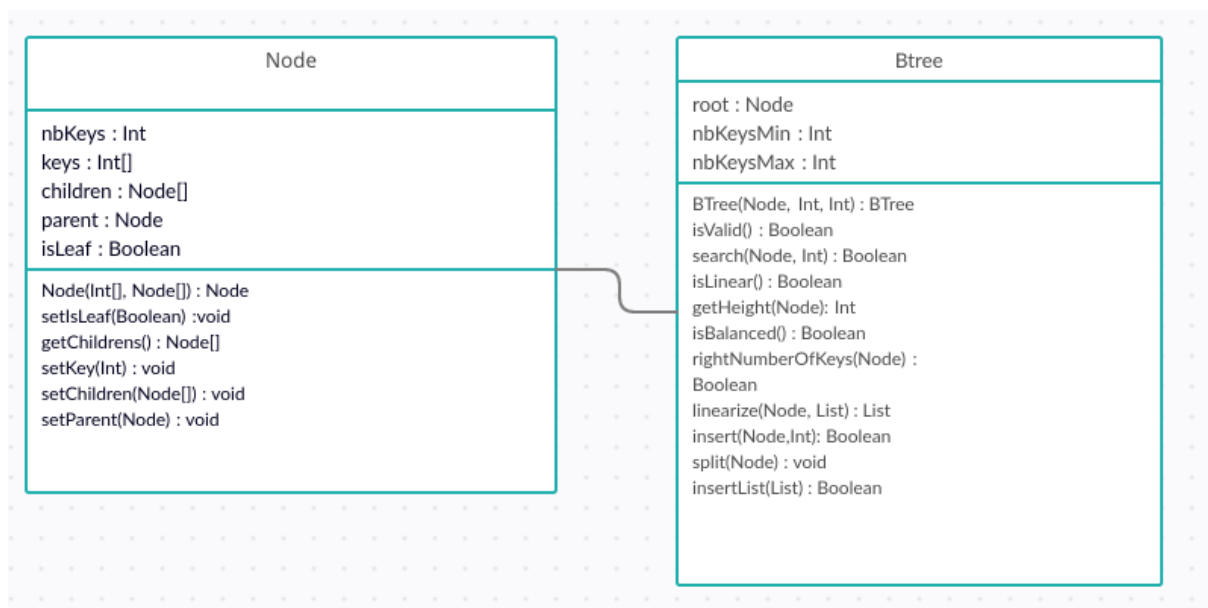 Node
nbKeys : Int
keys : Int[]
children : Node[]
parent : Node
isLeaf : Boolean
Node(Int[], Node[]) : Node
setIsLeaf(Boolean) :void
getChildrens() : Node[]
setKey(Int) : void
setChildren(Node[]) : void
setParent(Node) : void
Btree
root : Node
nbKeysMin : Int
nbKeysMax : Int
BTree(Node, Int, Int) : BTree
isValid() : Boolean
search(Node, Int) : Boolean
isLinear() : Boolean
getHeight(Node): Int
isBalanced() : Boolean
rightNumberOfKeys(Node) :
Boolean
linearize(Node, List) : List
insert(Node,Int): Boolean
split(Node) : void
insertList(List) : Boolean